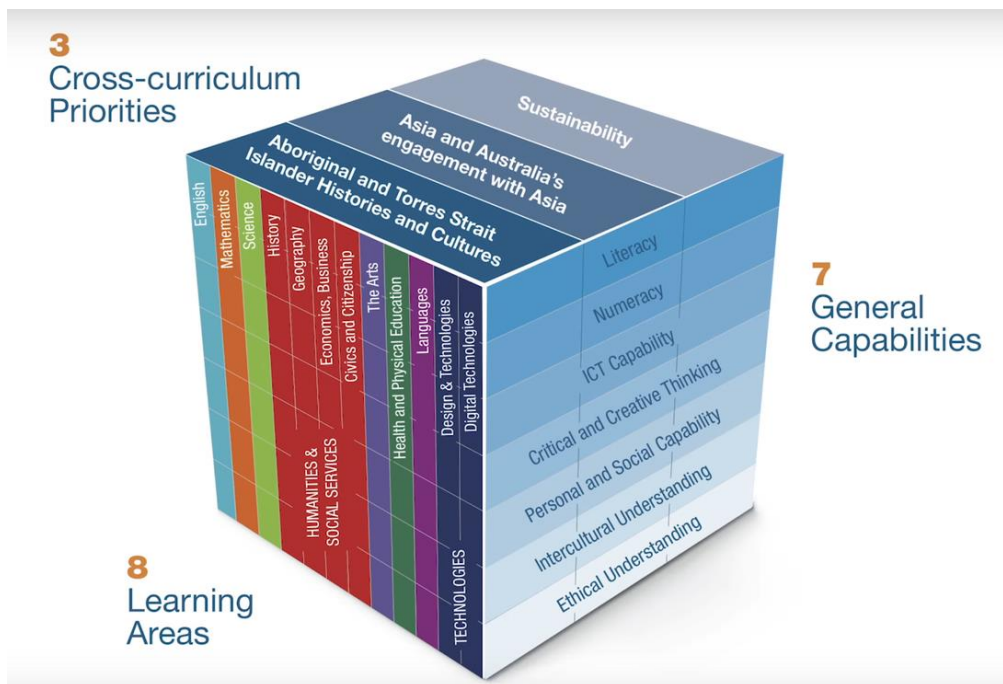 3
Cross-curriculum
Priorities
Sustainability
Asia and Australia's
engagement with Asia
Aboriginal and Torres Strait
Islander Histories and Cultures
English
Mathematics
Science
History
Geography
Economics, Business
Civics and Citizenship
HUMANITIES &
SOCIAL SERVICES
The Arts
Health and Physical Education
Languages
Design & Technologies
Digital Technologies
TECHNOLOGIES
Literacy
Numeracy
ICT Capability
Critical and Creative Thinking
Personal and Social Capability
Intercultural Understanding
Ethical Understanding
7
General
Capabilities
8
Learning
Areas